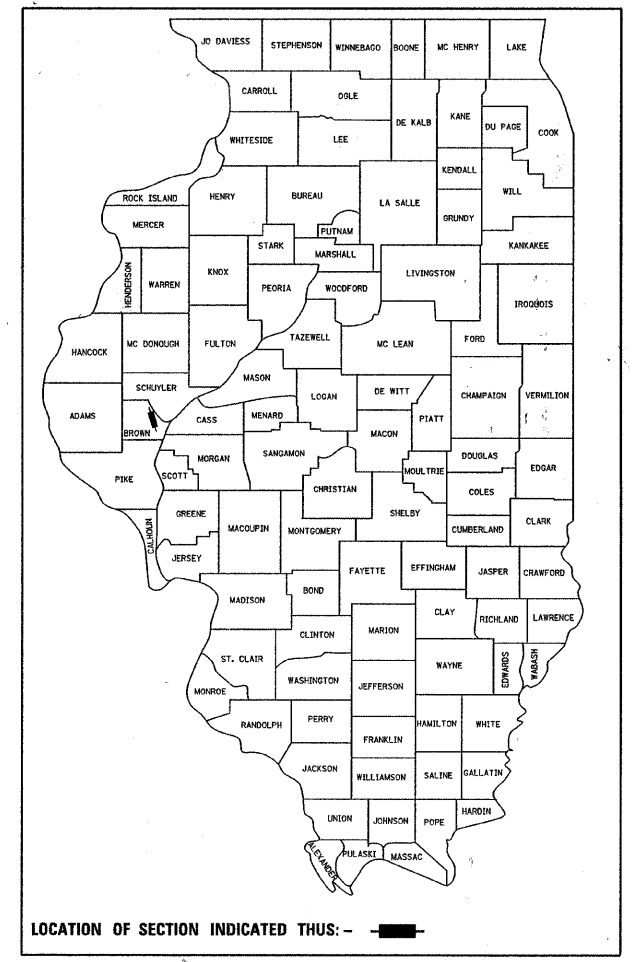 JO DAVIESS STEPHENSON WINNEBAGO BOONE MC HENRY LAKE
CARROLL OGLE DE KALB KANE DU PAGE COOK
WHITESIDE LEE
KENDALL WILL
ROCK ISLAND HENRY BUREAU LA SALLE GRUNDY
MERCER PUTNAM
STARK MARSHALL KANKAKEE
HENDERSON WARREN KNOX PEORIA WOODFORD LIVINGSTON IROQUOIS
HANCOCK MC DONOUGH FULTON TAZEWELL MC LEAN FORD
SCHUYLER MASON LOGAN DE WITT CHAMPAIGN VERMILION
ADAMS BROWN CASS MENARD MACON PIATT
PIKE SCOTT MORGAN SANGAMON MOULTRIE DOUGLAS EDGAR
CHRISTIAN COLES
CALHOUN GREENE MACOUPIN MONTGOMERY SHELBY CUMBERLAND CLARK
JERSEY FAYETTE EFFINGHAM JASPER CRAWFORD
MADISON BOND
CLINTON MARION CLAY RICHLAND LAWRENCE
ST. CLAIR WAYNE EDWARDS WABASH
MONROE WASHINGTON JEFFERSON
RANDOLPH PERRY FRANKLIN HAMILTON WHITE
JACKSON WILLIAMSON SALINE GALLATIN
UNION JOHNSON POPE HARDIN
ALEXANDER PULASKI MASSAC
LOCATION OF SECTION INDICATED THUS: -